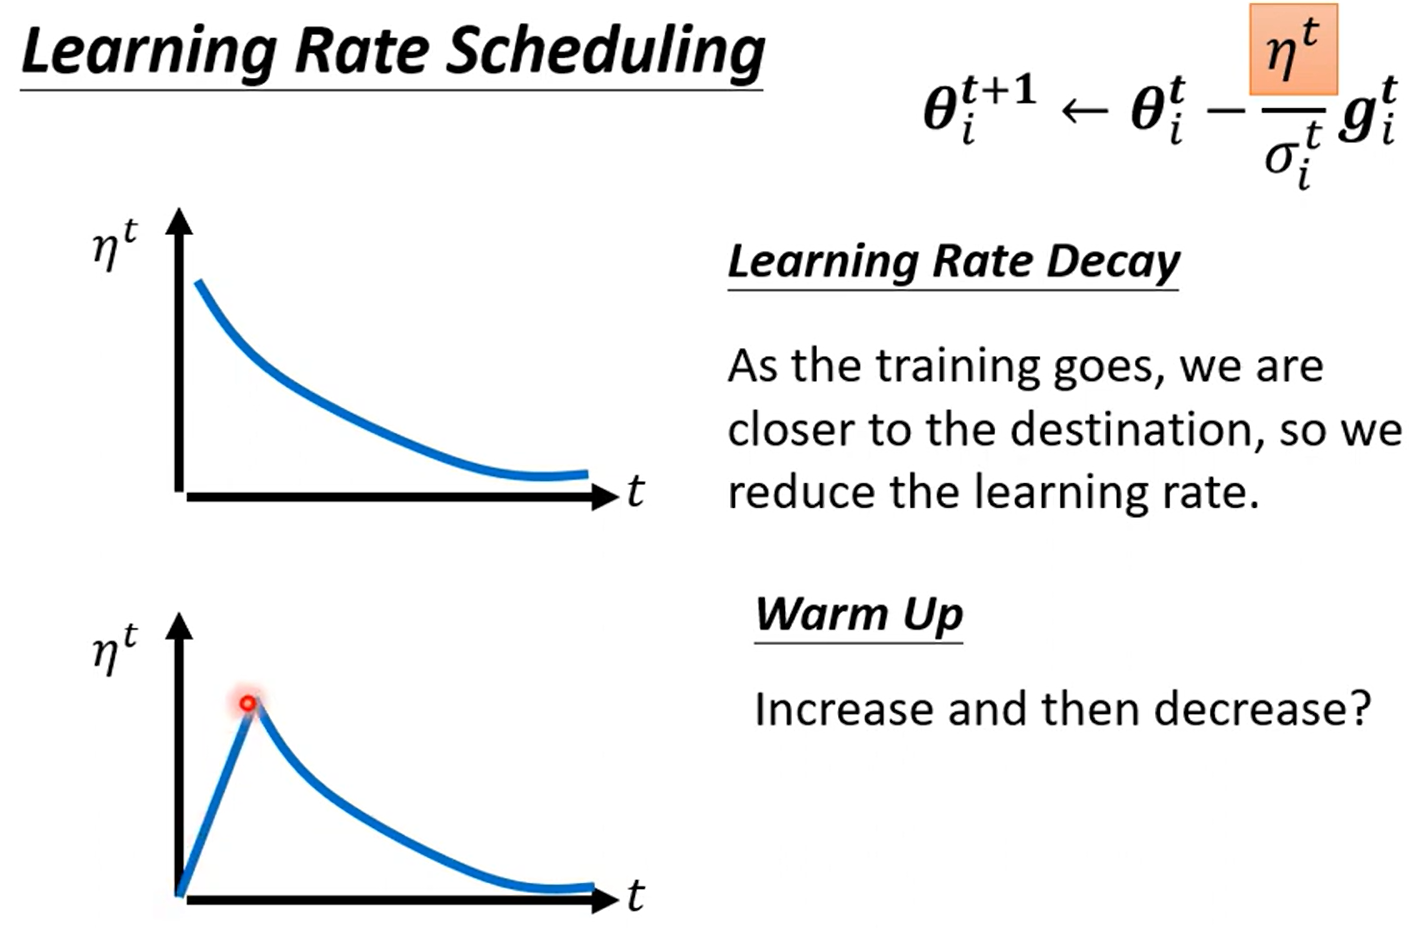 Learning Rate Scheduling
θ_i^{t+1} ← θ_i^t − \frac{η^t}{σ_i^t} g_i^t
η^t
t
Learning Rate Decay
As the training goes, we are
closer to the destination, so we
reduce the learning rate.
η^t
t
Warm Up
Increase and then decrease?